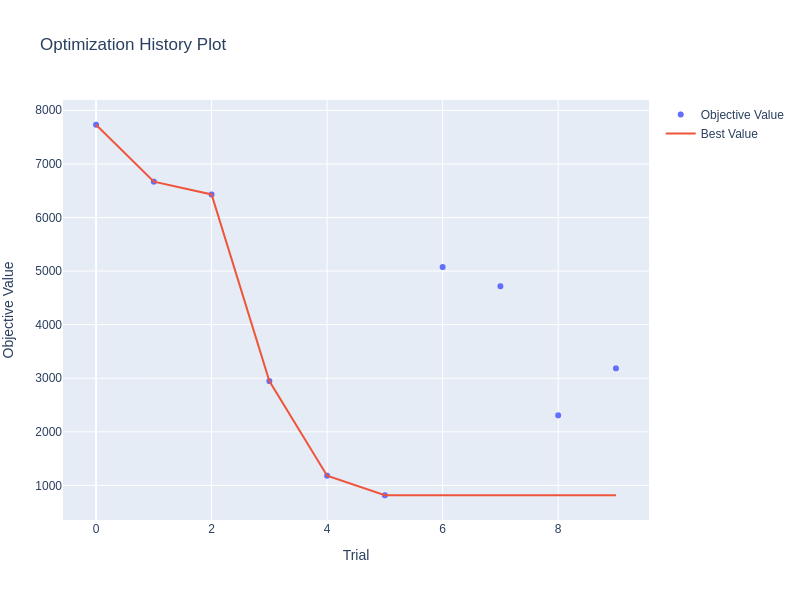 Optimization History Plot
8000
7000
6000
5000
4000
3000
2000
1000
Objective Value
0
2
4
6
8
Trial
Objective Value
Best Value